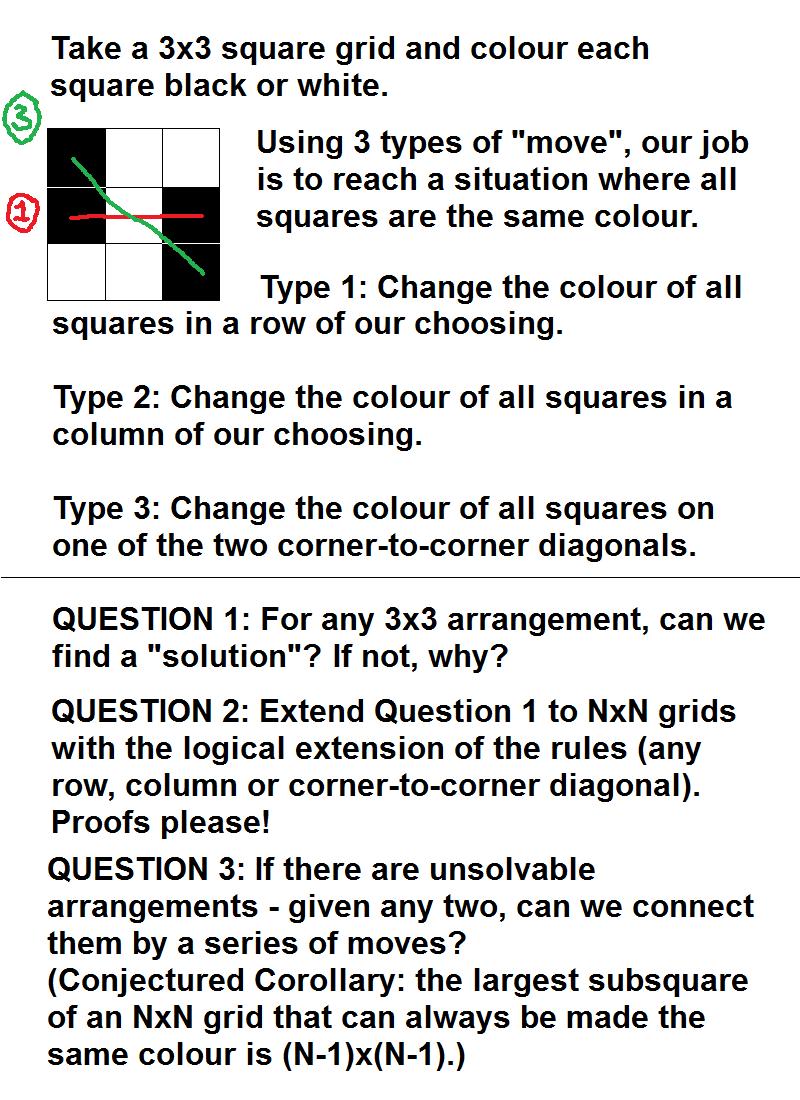 Take a 3x3 square grid and colour each
square black or white.
3
Using 3 types of "move", our job
is to reach a situation where all
1
squares are the same colour.
Type 1: Change the colour of all
squares in a row of our choosing.
Type 2: Change the colour of all squares in a
column of our choosing.
Type 3: Change the colour of all squares on
one of the two corner-to-corner diagonals.
QUESTION 1: For any 3x3 arrangement, can we
find a "solution"? If not, why?
QUESTION 2: Extend Question 1 to NxN grids
with the logical extension of the rules (any
row, column or corner-to-corner diagonal).
Proofs please!
QUESTION 3: If there are unsolvable
arrangements - given any two, can we connect
them by a series of moves?
(Conjectured Corollary: the largest subsquare
of an NxN grid that can always be made the
same colour is (N-1)x(N-1).)